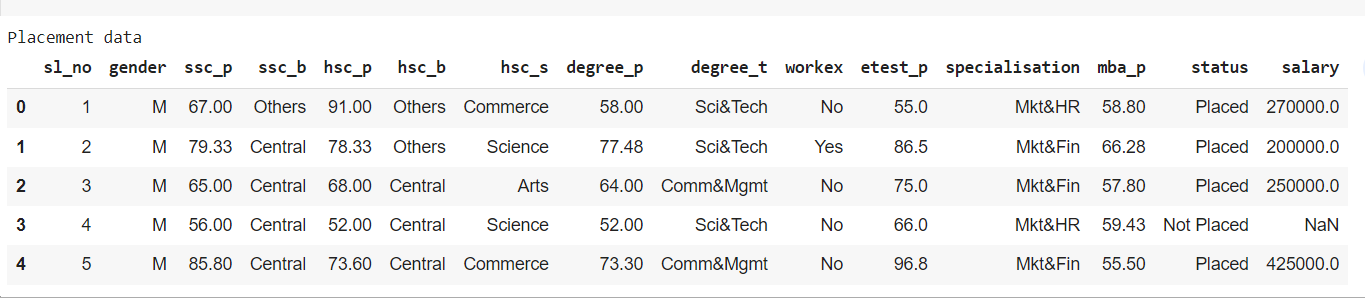 Placement data
sl_no gender ssc_p ssc_b hsc_p hsc_b hsc_s degree_p degree_t workex etest_p specialisation mba_p status salary
0 1 M 67.00 Others 91.00 Others Commerce 58.00 Sci&Tech No 55.0 Mkt&HR 58.80 Placed 270000.0
1 2 M 79.33 Central 78.33 Others Science 77.48 Sci&Tech Yes 86.5 Mkt&Fin 66.28 Placed 200000.0
2 3 M 65.00 Central 68.00 Central Arts 64.00 Comm&Mgmt No 75.0 Mkt&Fin 57.80 Placed 250000.0
3 4 M 56.00 Central 52.00 Central Science 52.00 Sci&Tech No 66.0 Mkt&HR 59.43 Not Placed NaN
4 5 M 85.80 Central 73.60 Central Commerce 73.30 Comm&Mgmt No 96.8 Mkt&Fin 55.50 Placed 425000.0